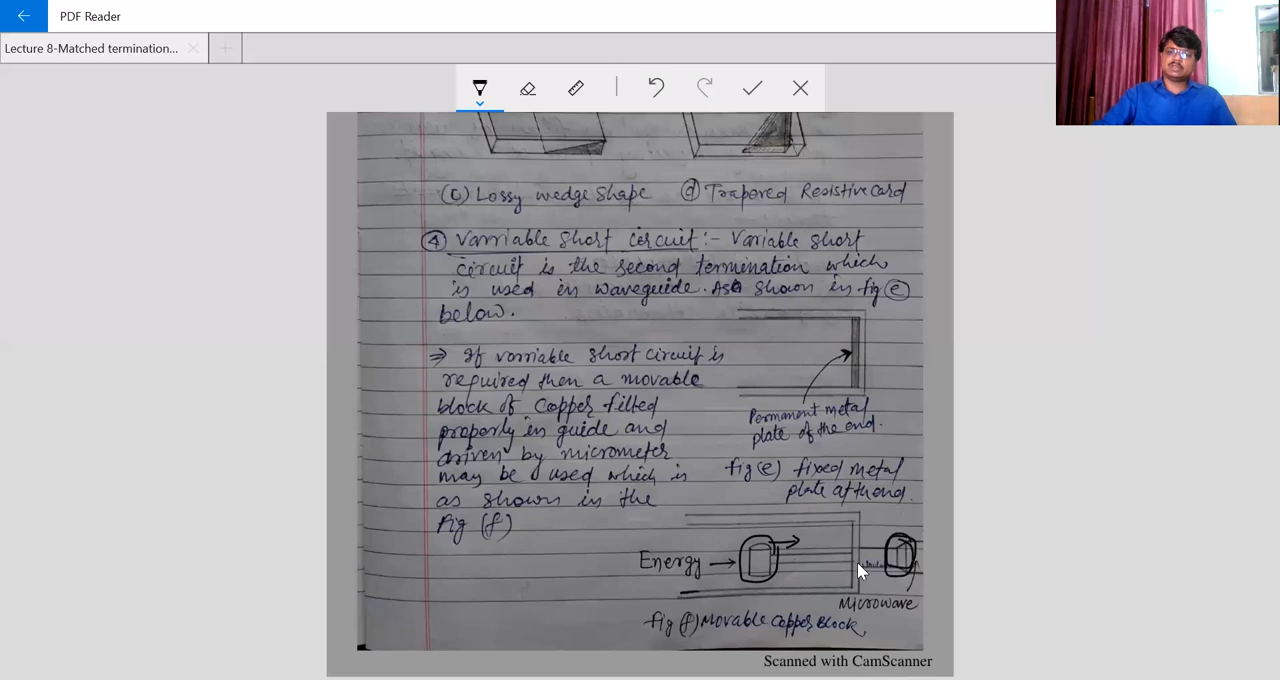 PDF Reader
Lecture 8-Matched termination...
(c) Lossy wedge shape (d) Trapered Resistive card
(4) Varriable Short Circuit :- Variable short
circuit is the second termination which
is used in waveguide. As shown in fig (e)
below.
⇒ If varriable short circuit is
required then a movable
block of Copper fitted
properly in guide and
driven by micrometer
may be used which is
as shown in the
Fig (f)
Permanent metal
plate of the end.
fig (e) fixed metal
plate at the end.
Energy →
Microwave
fig (f) Movable Copper Block,
Scanned with CamScanner